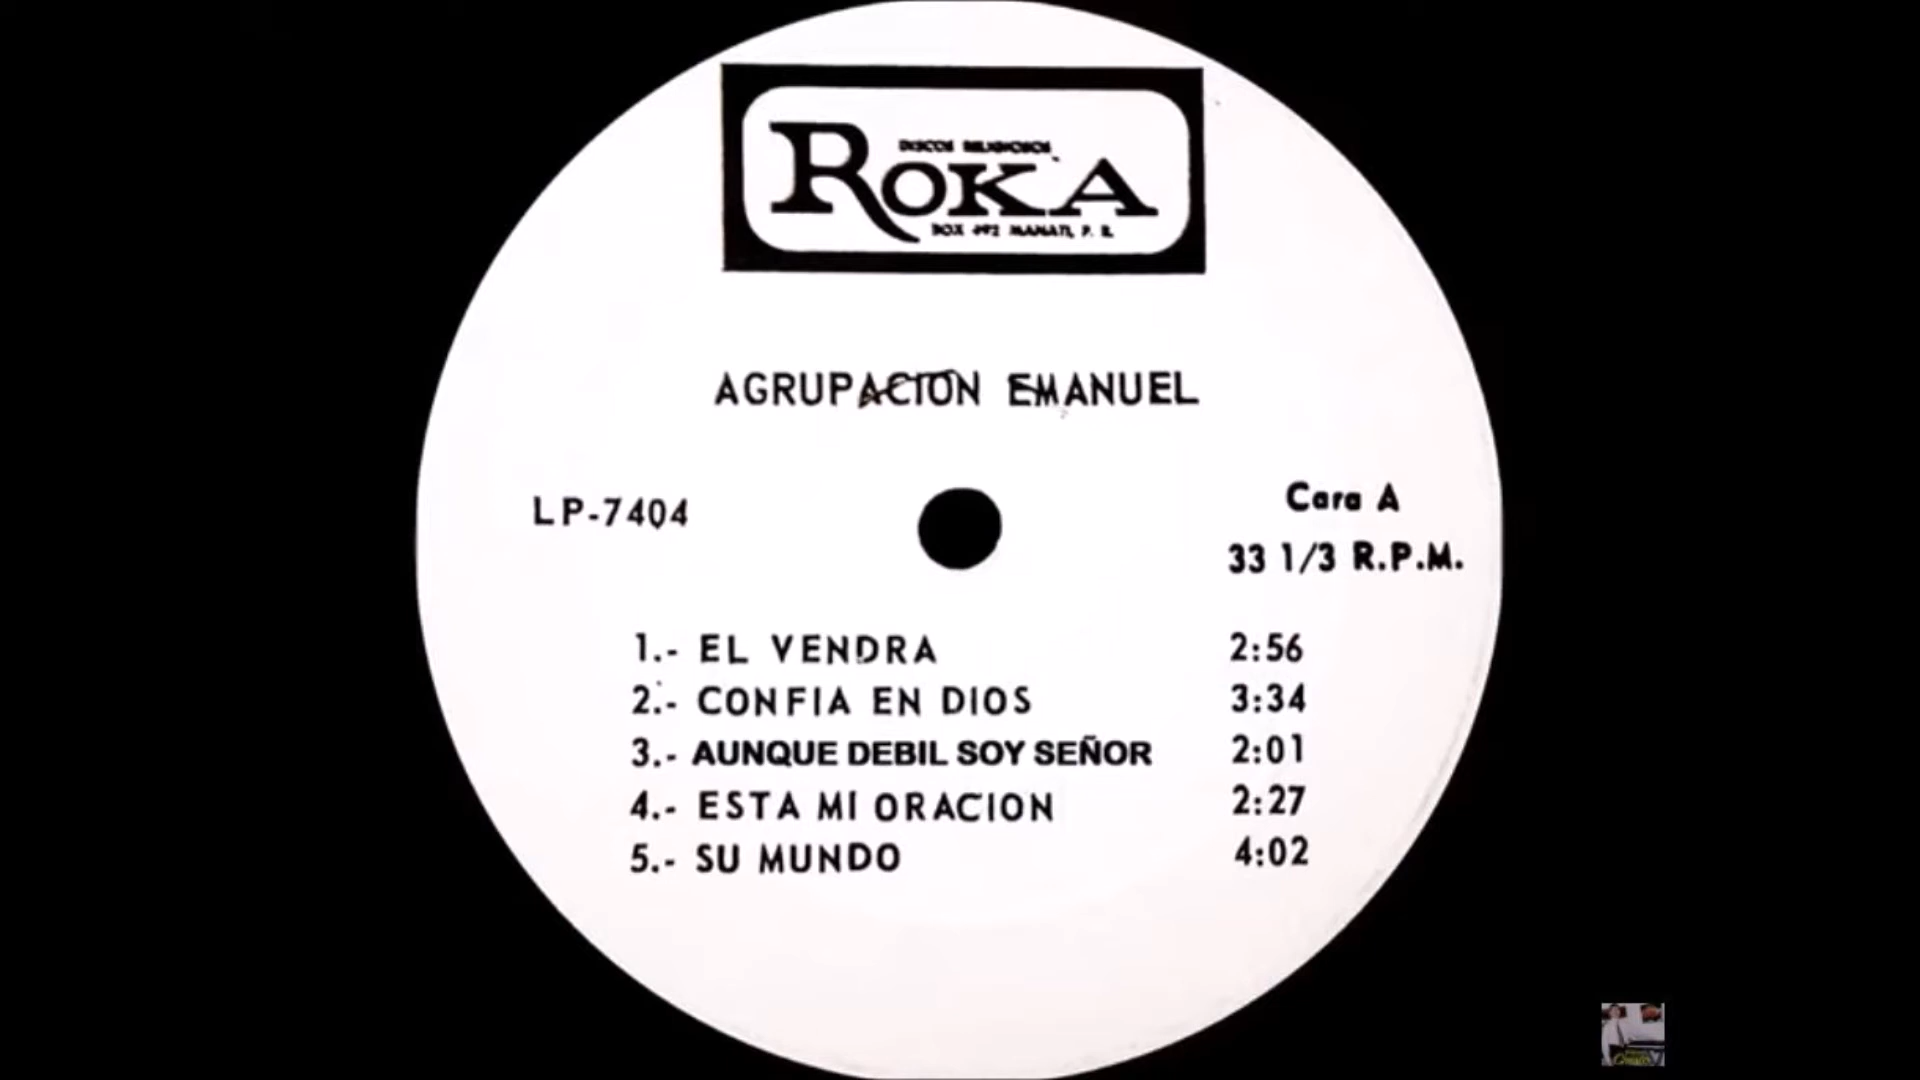 DISCOS RELIGIOSOS
ROKA
BOX 492 MANATI, P. R.
AGRUPACION EMANUEL
LP-7404
Cara A
33 1/3 R.P.M.
1.- EL VENDRA 2:56
2.- CONFIA EN DIOS 3:34
3.- AUNQUE DEBIL SOY SEÑOR 2:01
4.- ESTA MI ORACION 2:27
5.- SU MUNDO 4:02